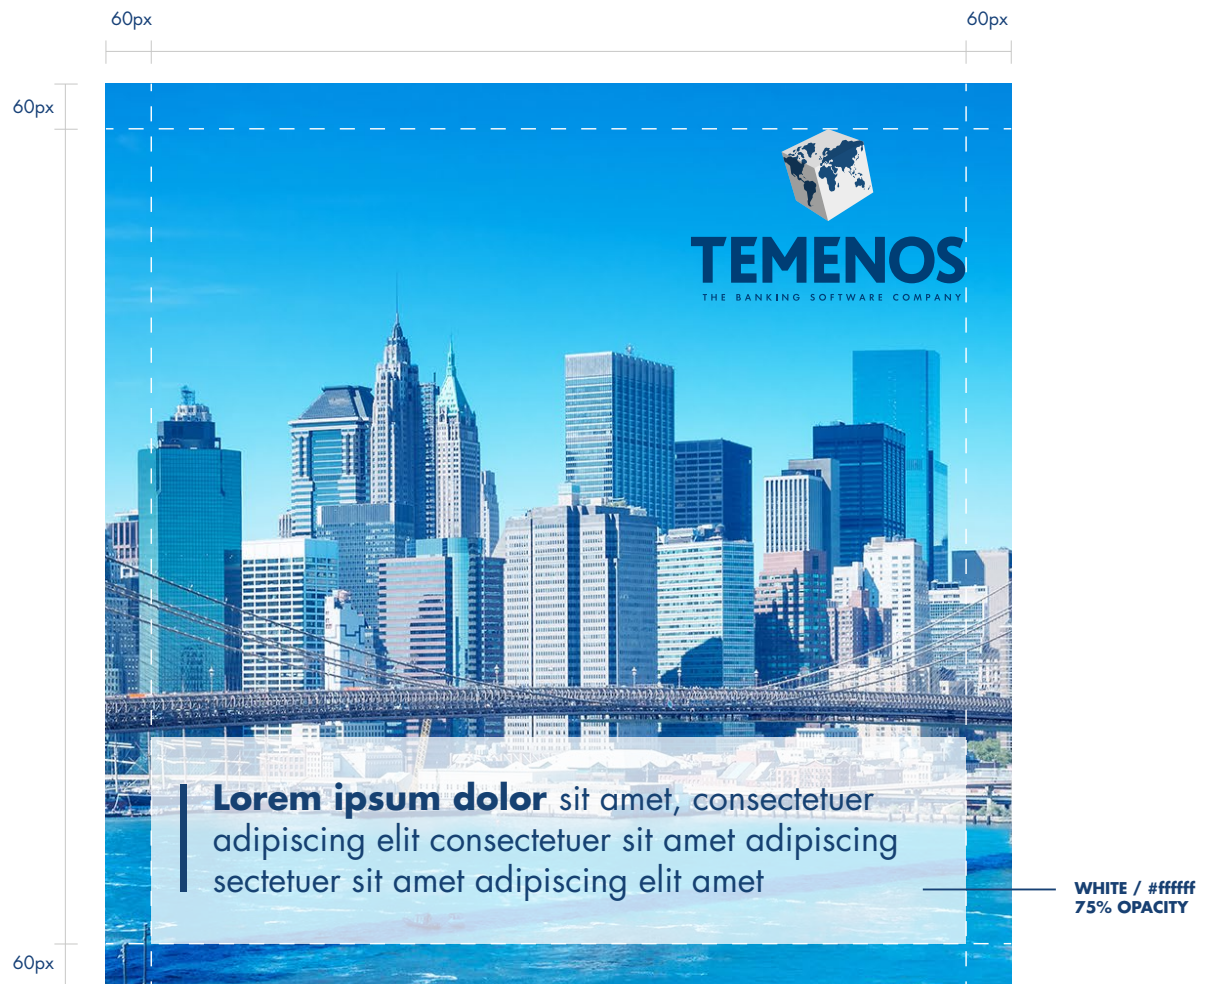 60px
60px
60px
TEMENOS
THE BANKING SOFTWARE COMPANY
Lorem ipsum dolor sit amet, consectetuer
adipiscing elit consectetuer sit amet adipiscing
sectetuer sit amet adipiscing elit amet
WHITE / #ffffff
75% OPACITY
60px